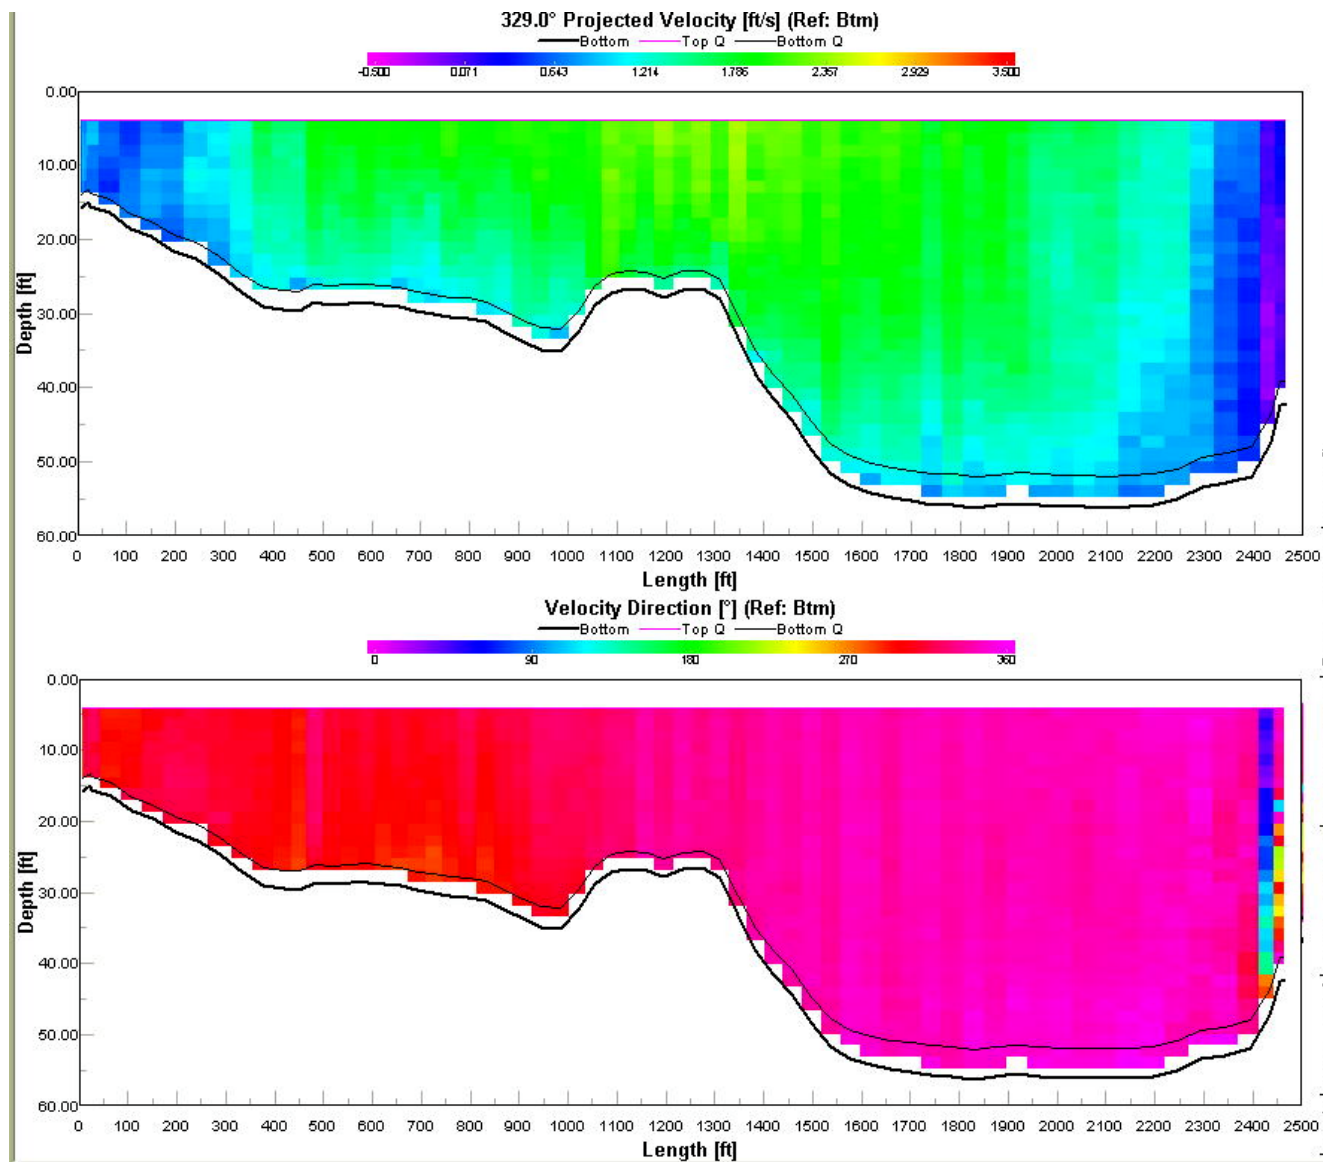 329.0° Projected Velocity [ft/s] (Ref: Btm)
Bottom Top Q Bottom Q
-0.500 0.071 0.643 1.214 1.786 2.357 2.929 3.500
0.00
10.00
20.00
30.00
40.00
50.00
60.00
Depth [ft]
0 100 200 300 400 500 600 700 800 900 1000 1100 1200 1300 1400 1500 1600 1700 1800 1900 2000 2100 2200 2300 2400 2500
Length [ft]
Velocity Direction [°] (Ref: Btm)
Bottom Top Q Bottom Q
0 90 180 270 360
0.00
10.00
20.00
30.00
40.00
50.00
60.00
Depth [ft]
0 100 200 300 400 500 600 700 800 900 1000 1100 1200 1300 1400 1500 1600 1700 1800 1900 2000 2100 2200 2300 2400 2500
Length [ft]